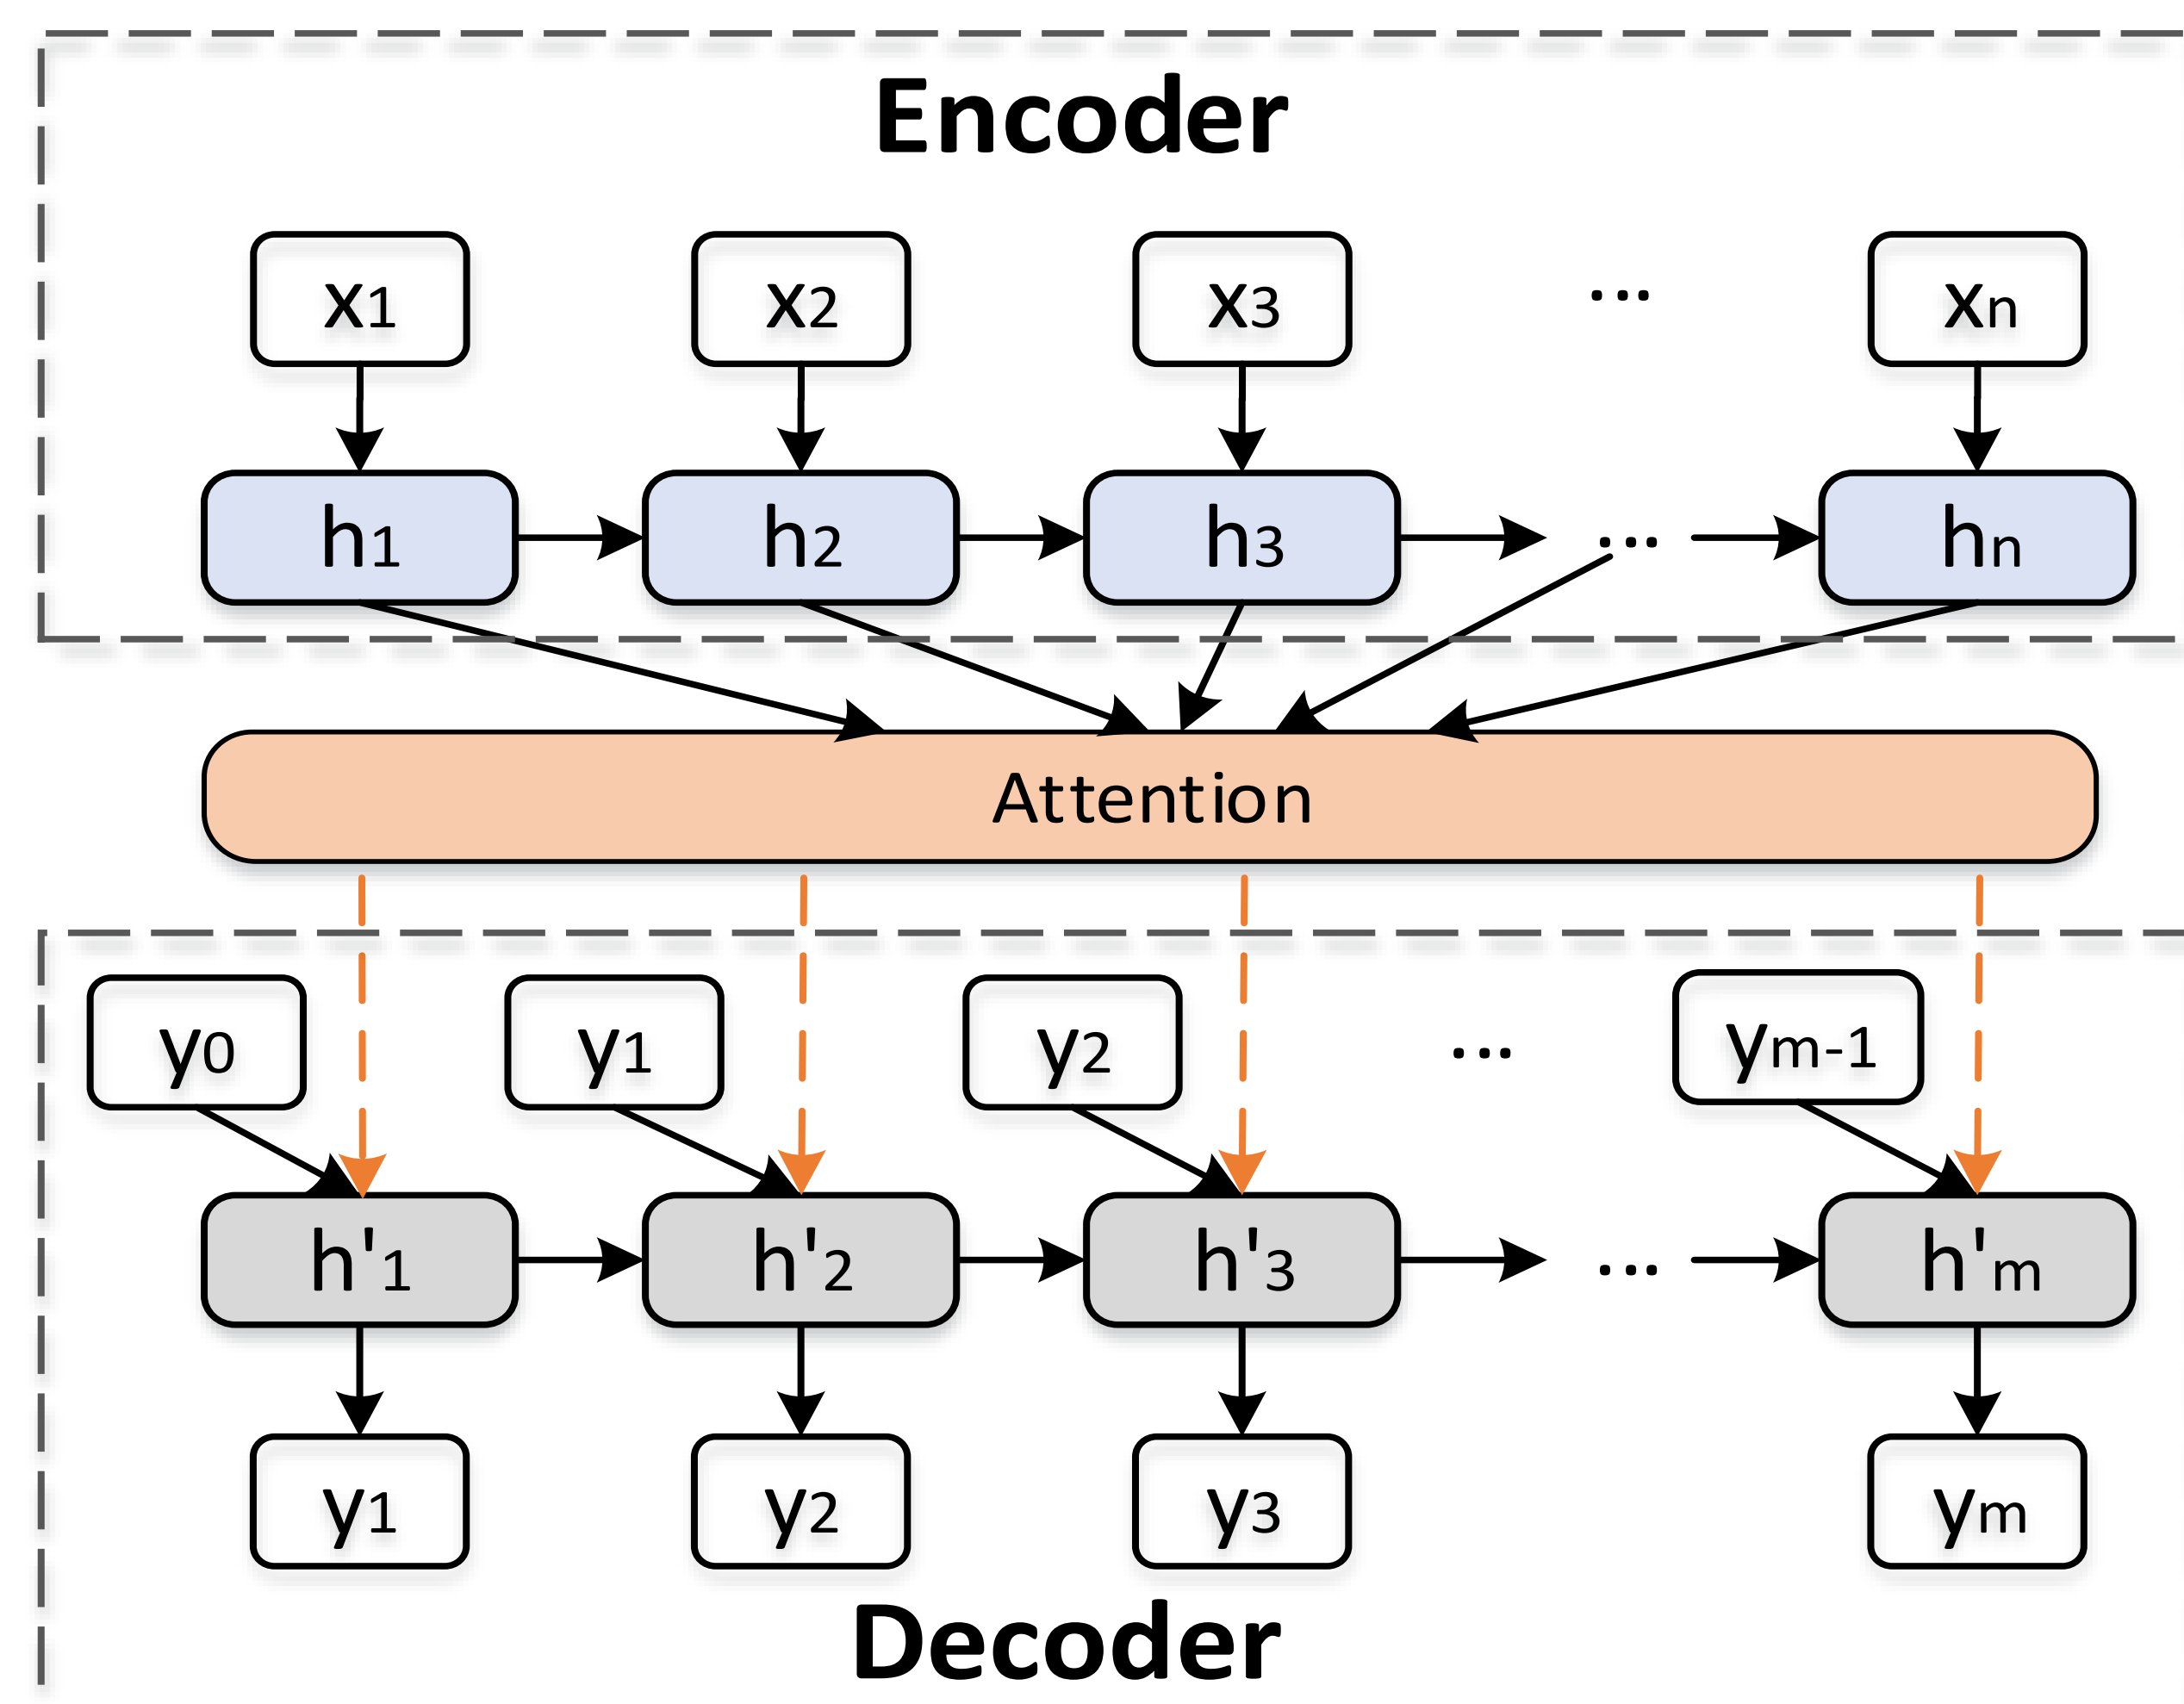 Encoder
x1 x2 x3 ... xn
h1 h2 h3 ... hn
Attention
y0 y1 y2 ... ym-1
h'1 h'2 h'3 ... h'm
y1 y2 y3 ym
Decoder